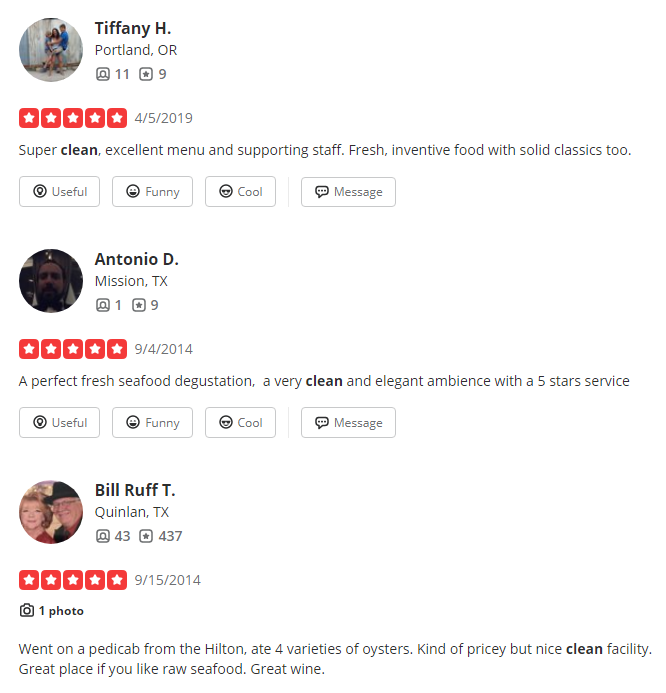 Tiffany H.
Portland, OR
11 9
4/5/2019
Super clean, excellent menu and supporting staff. Fresh, inventive food with solid classics too.
Useful Funny Cool Message
Antonio D.
Mission, TX
1 9
9/4/2014
A perfect fresh seafood degustation,  a very clean and elegant ambience with a 5 stars service
Useful Funny Cool Message
Bill Ruff T.
Quinlan, TX
43 437
9/15/2014
1 photo
Went on a pedicab from the Hilton, ate 4 varieties of oysters. Kind of pricey but nice clean facility.
Great place if you like raw seafood. Great wine.